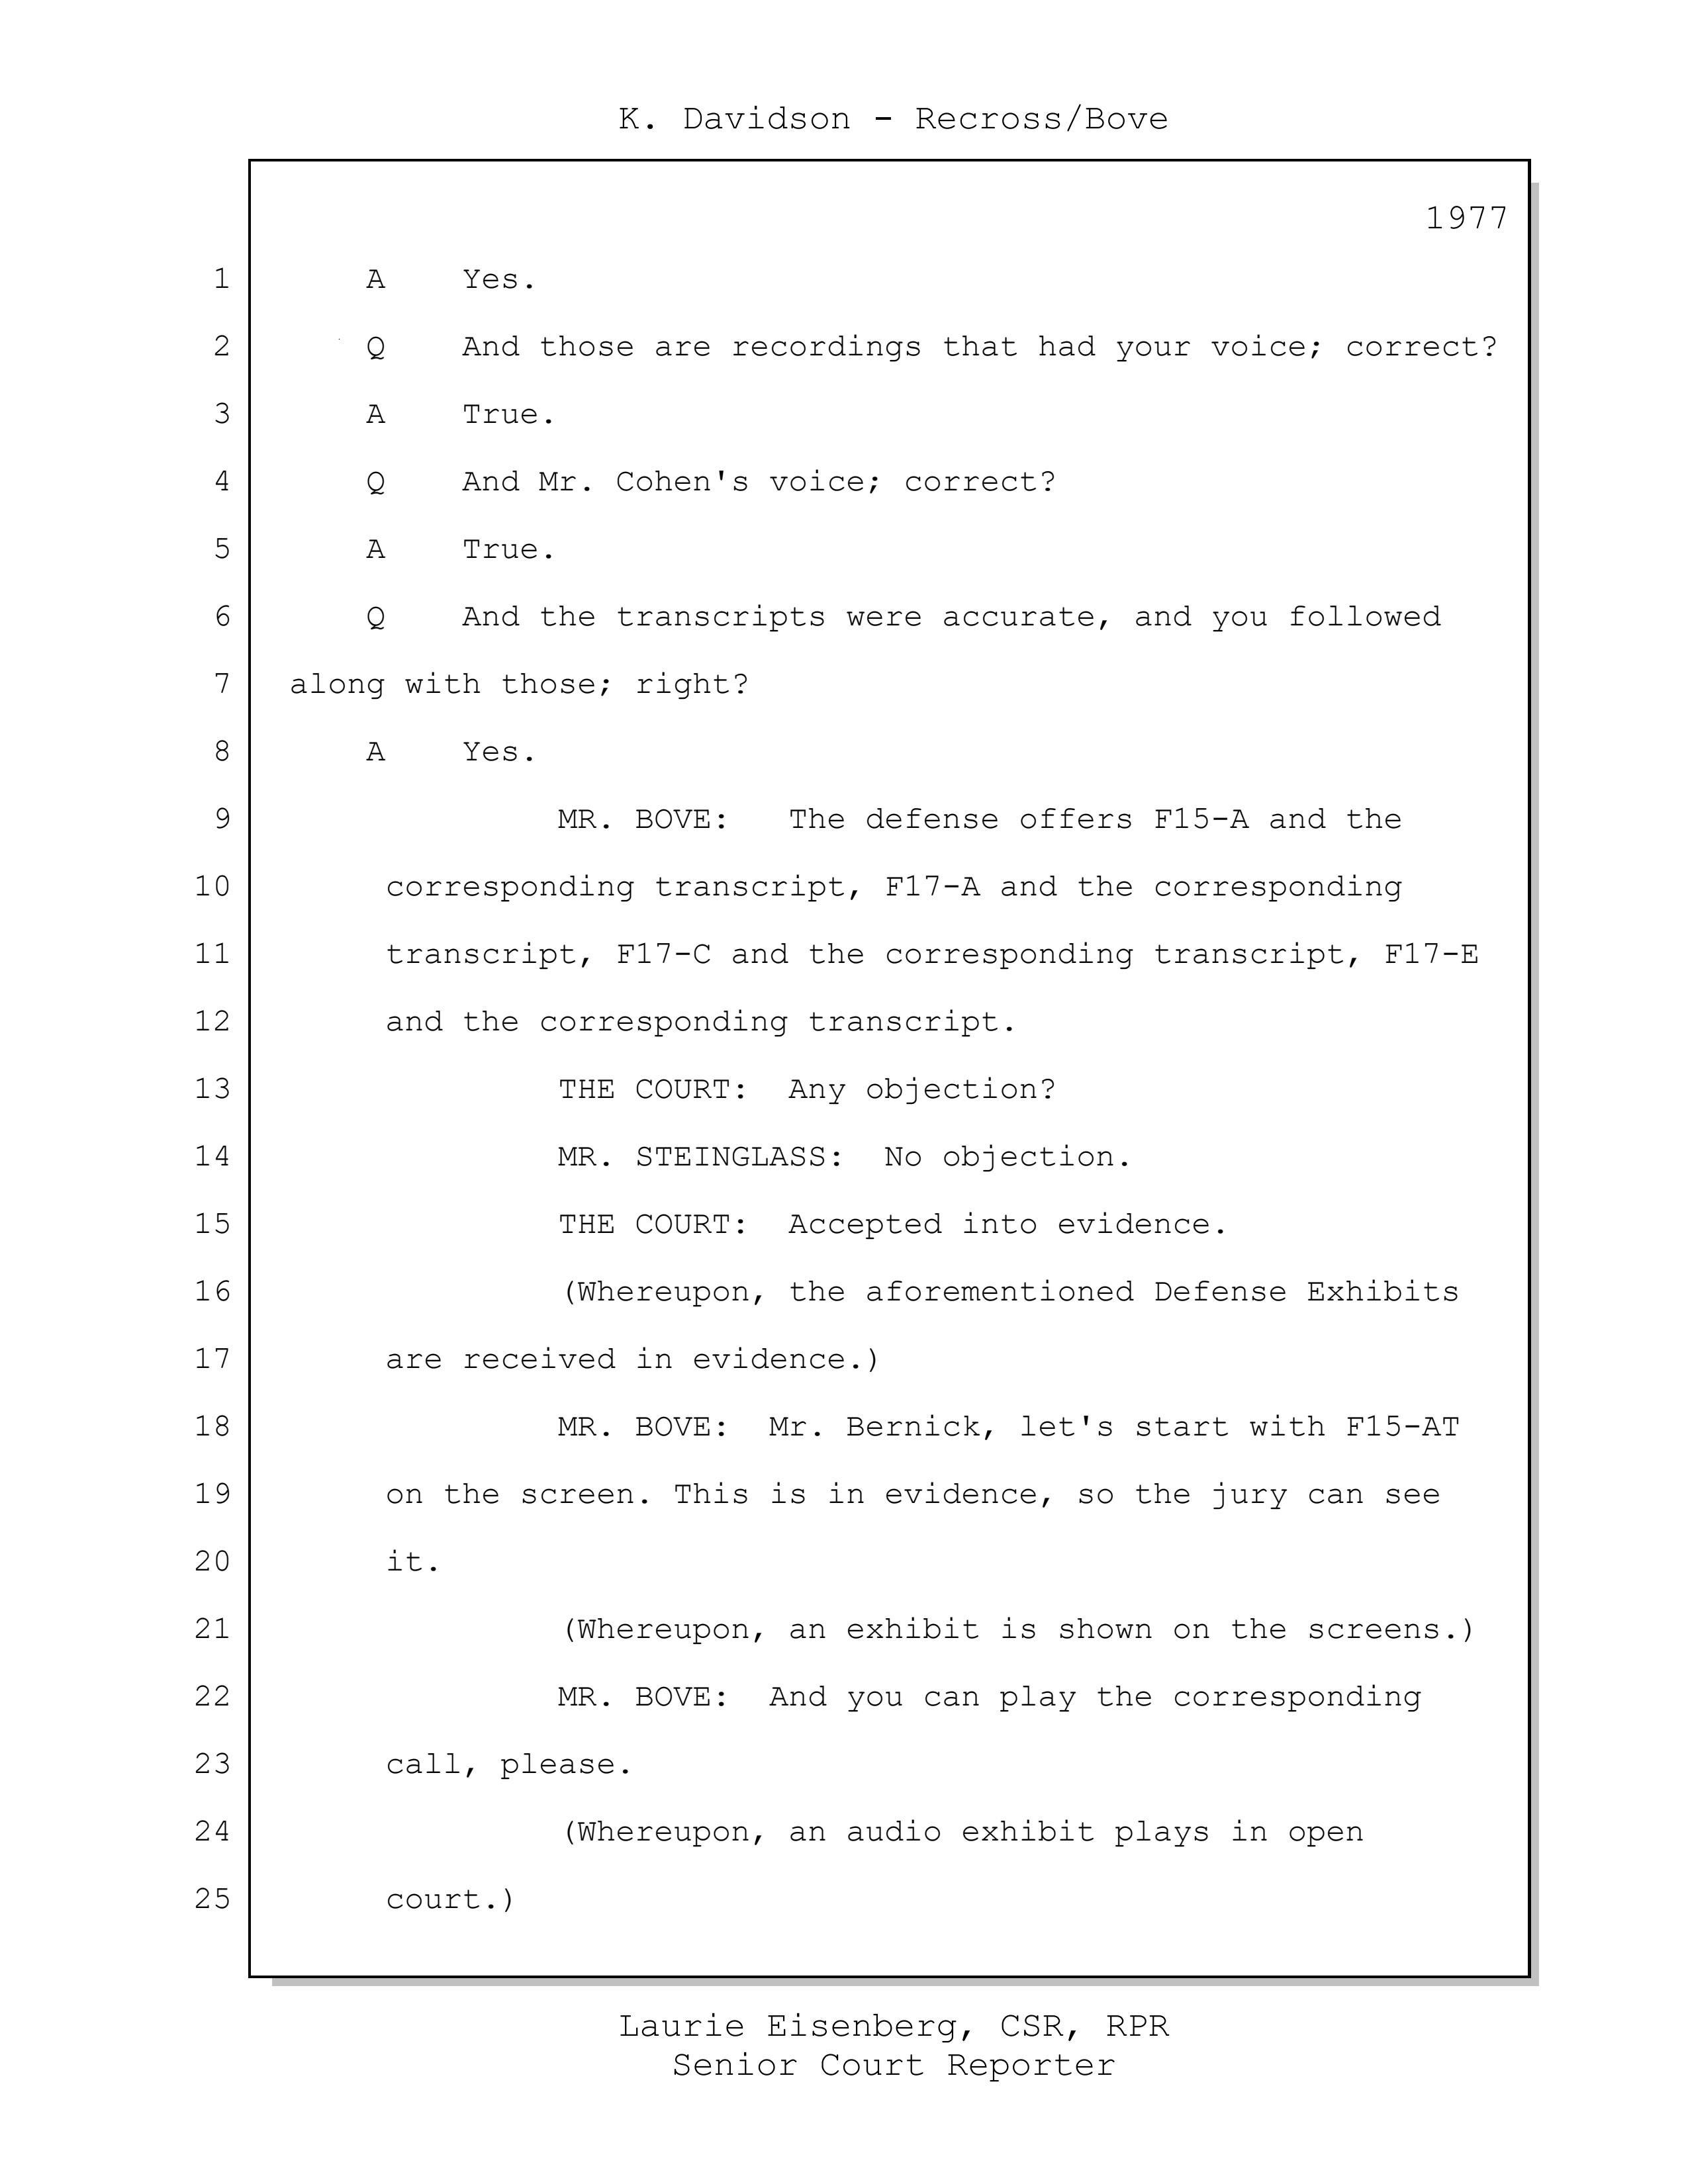 K. Davidson - Recross/Bove
1977
1 A Yes.
2 Q And those are recordings that had your voice; correct?
3 A True.
4 Q And Mr. Cohen's voice; correct?
5 A True.
6 Q And the transcripts were accurate, and you followed
7 along with those; right?
8 A Yes.
9 MR. BOVE: The defense offers F15-A and the
10 corresponding transcript, F17-A and the corresponding
11 transcript, F17-C and the corresponding transcript, F17-E
12 and the corresponding transcript.
13 THE COURT: Any objection?
14 MR. STEINGLASS: No objection.
15 THE COURT: Accepted into evidence.
16 (Whereupon, the aforementioned Defense Exhibits
17 are received in evidence.)
18 MR. BOVE: Mr. Bernick, let's start with F15-AT
19 on the screen. This is in evidence, so the jury can see
20 it.
21 (Whereupon, an exhibit is shown on the screens.)
22 MR. BOVE: And you can play the corresponding
23 call, please.
24 (Whereupon, an audio exhibit plays in open
25 court.)
Laurie Eisenberg, CSR, RPR
Senior Court Reporter